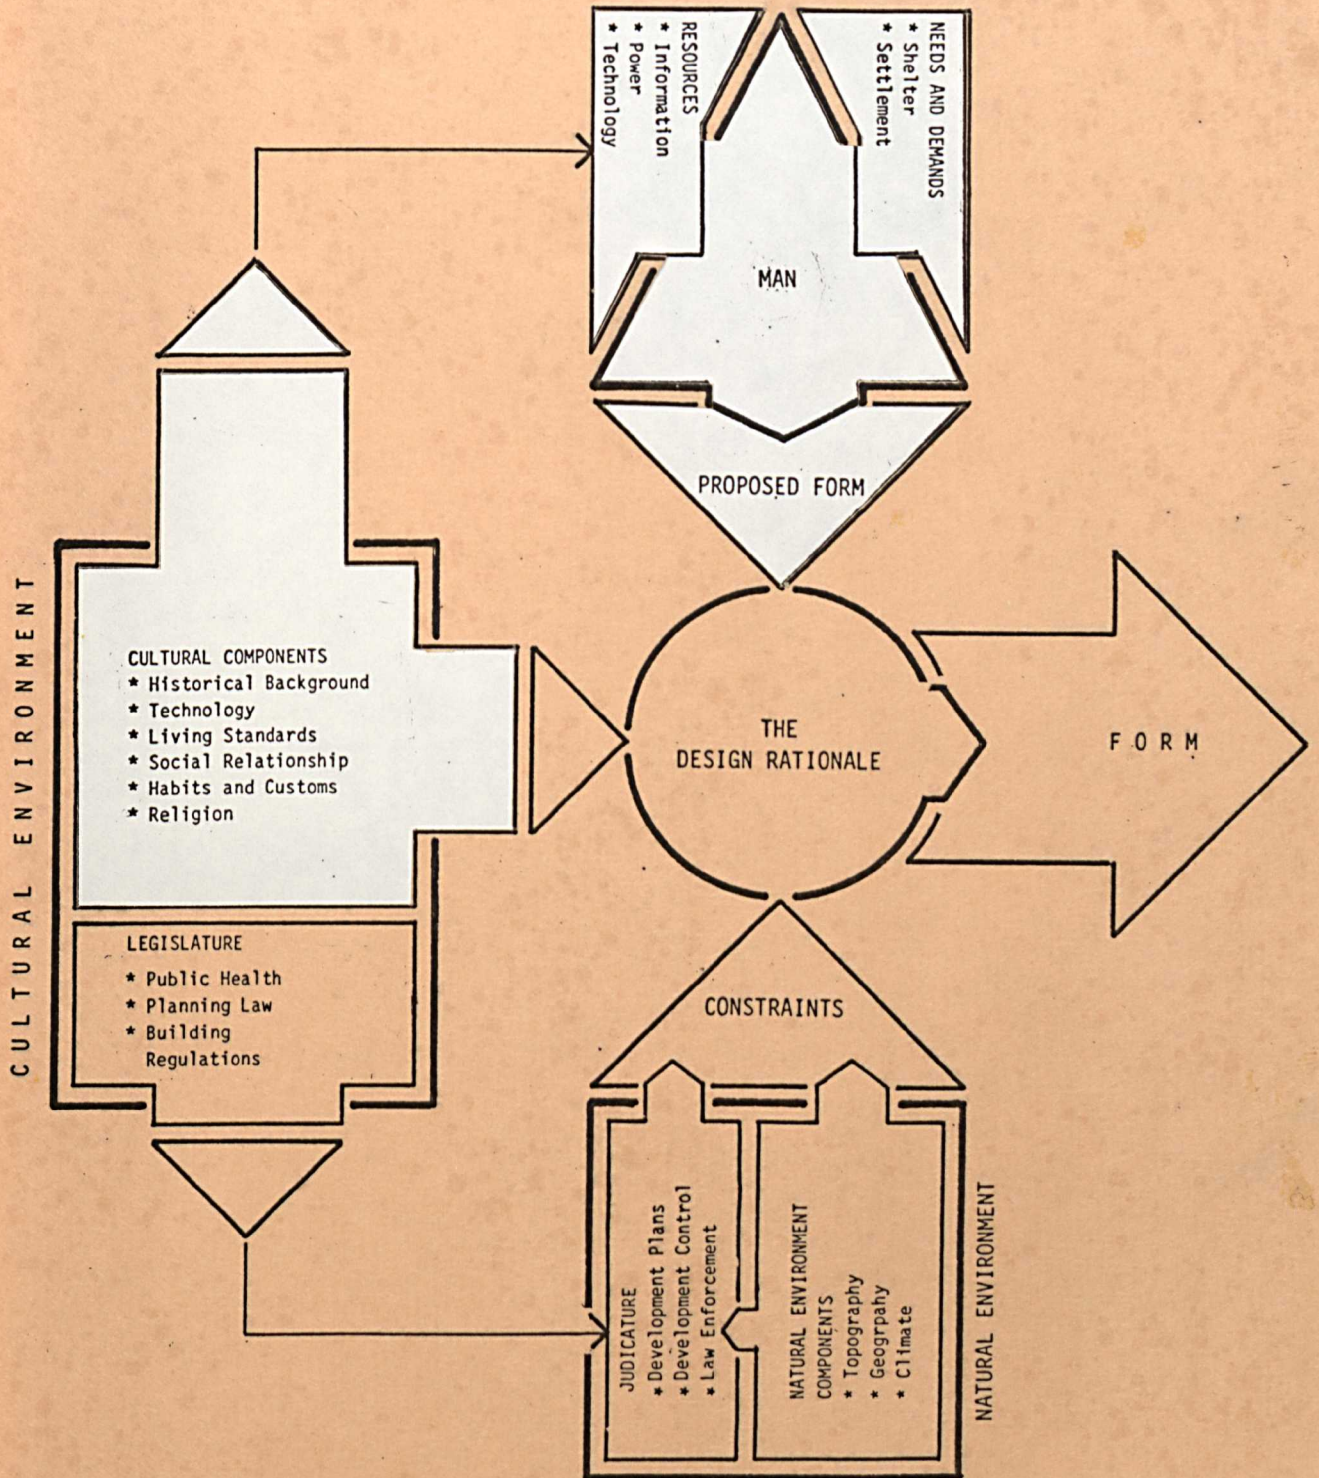 RESOURCES
* Information
* Power
* Technology
NEEDS AND DEMANDS
* Shelter
* Settlement
MAN
PROPOSED FORM
CULTURAL ENVIRONMENT
CULTURAL COMPONENTS
* Historical Background
* Technology
* Living Standards
* Social Relationship
* Habits and Customs
* Religion
THE
DESIGN RATIONALE
FORM
LEGISLATURE
* Public Health
* Planning Law
* Building
Regulations
CONSTRAINTS
JUDICATURE
* Development Plans
* Development Control
* Law Enforcement
NATURAL ENVIRONMENT
COMPONENTS
* Topography
* Geogrpahy
* Climate
NATURAL ENVIRONMENT